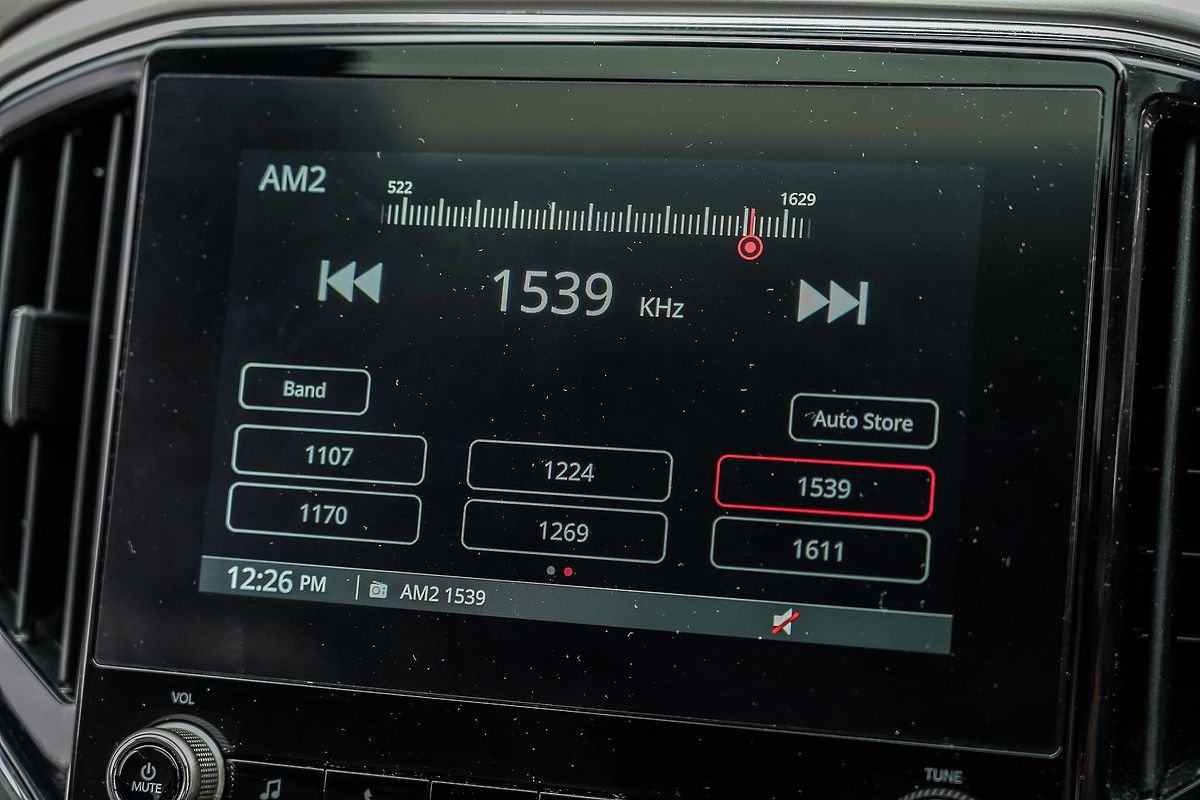 AM2
522 1629
1539 KHz
Band
Auto Store
1107 1224 1539
1170 1269 1611
12:26 PM | AM2 1539
VOL
MUTE
TUNE